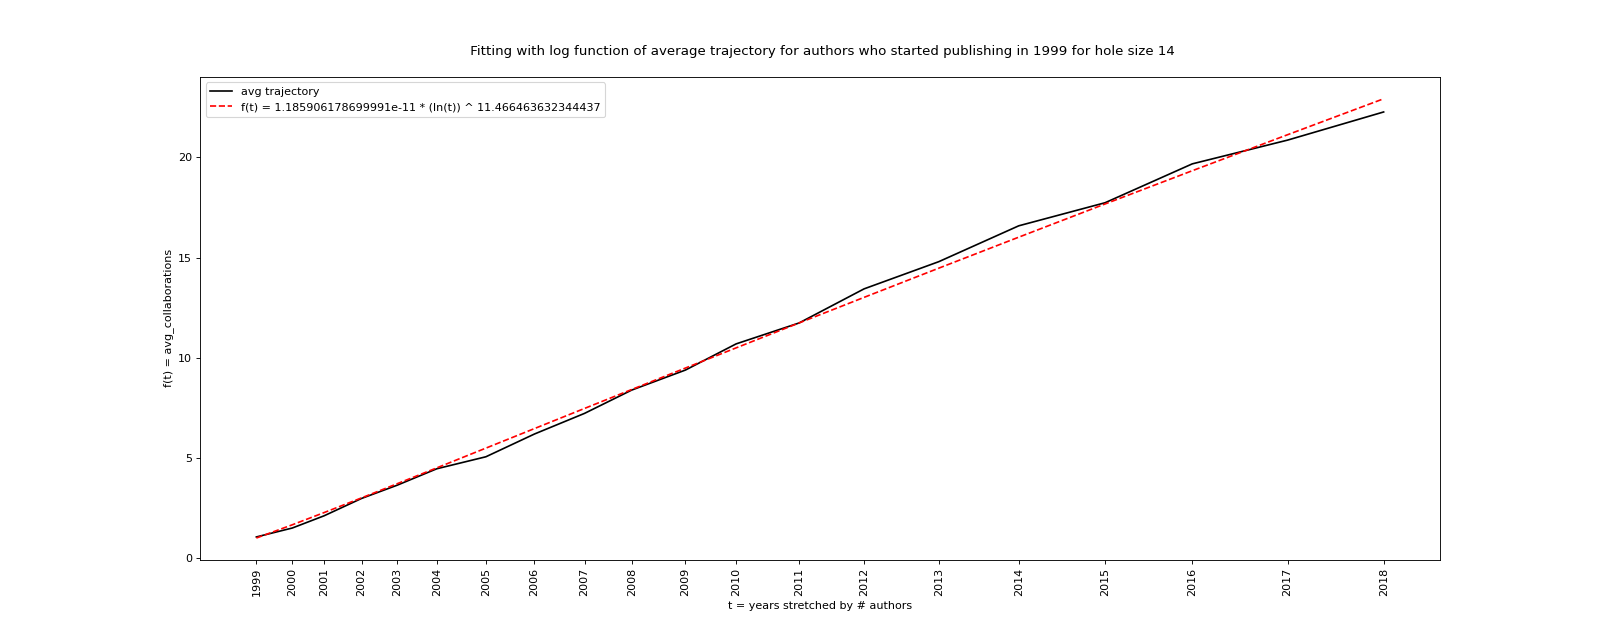 Fitting with log function of average trajectory for authors who started publishing in 1999 for hole size 14
avg trajectory
f(t) = 1.185906178699991e-11 * (ln(t)) ^ 11.466463632344437
20
15
10
5
0
f(t) = avg_collaborations
1999 2000 2001 2002 2003 2004 2005 2006 2007 2008 2009 2010 2011 2012 2013 2014 2015 2016 2017 2018
t = years stretched by # authors